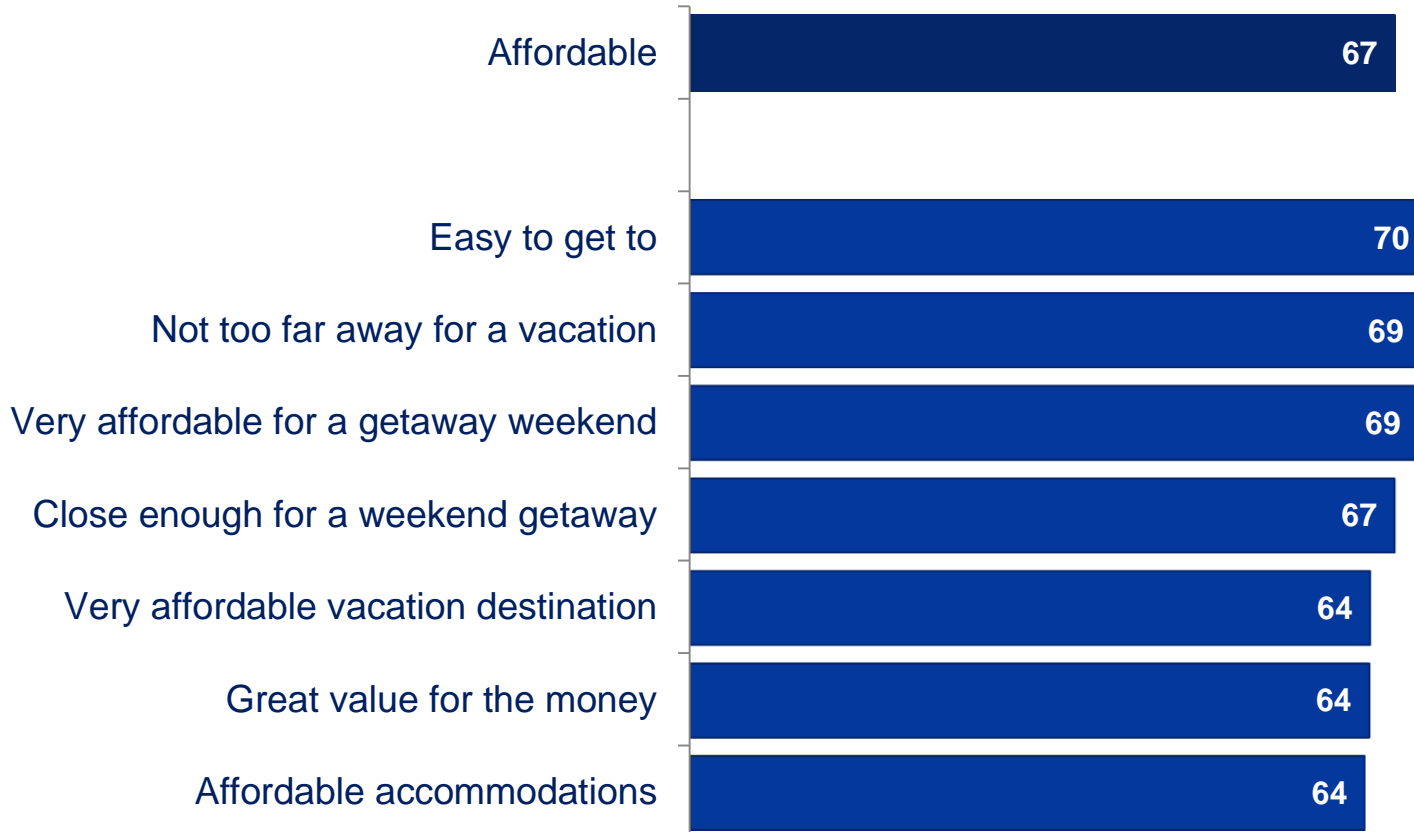 Affordable 67
Easy to get to 70
Not too far away for a vacation 69
Very affordable for a getaway weekend 69
Close enough for a weekend getaway 67
Very affordable vacation destination 64
Great value for the money 64
Affordable accommodations 64